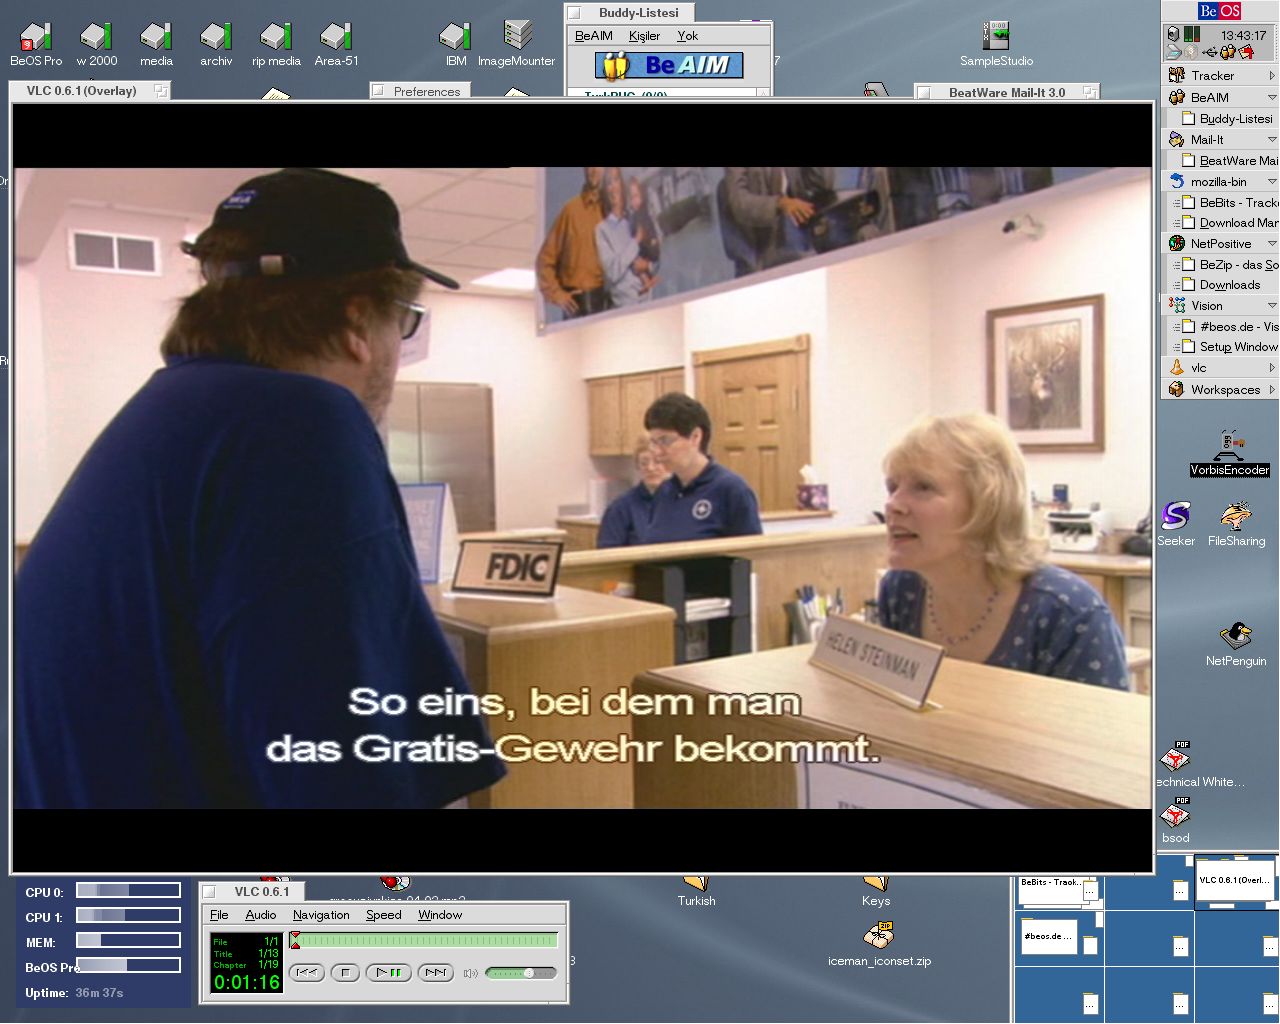 BeOS Pro
w 2000
media
archiv
rip media
Area-51
IBM
ImageMounter
SampleStudio
Buddy-Listesi
BeAIM Kişiler Yok
BeAIM
VLC 0.6.1 (Overlay)
Preferences
BeatWare Mail-It 3.0
BeOS
13:43:17
Tracker
BeAIM
Buddy-Listesi
Mail-It
BeatWare Mai
mozilla-bin
BeBits - Track
Download Mar
NetPositive
BeZip - das So
Downloads
Vision
#beos.de - Vis
Setup Window
vlc
Workspaces
FDIC
HELEN STEINMAN
So eins, bei dem man
das Gratis-Gewehr bekommt.
VorbisEncoder
Seeker
FileSharing
NetPenguin
PDF
echnical White...
PDF
bsod
CPU 0:
CPU 1:
MEM:
BeOS Pre
Uptime: 36m 37s
VLC 0.6.1
File Audio Navigation Speed Window
File 1/1
Title 1/13
Chapter 1/19
0:01:16
Turkish
Keys
ZIP
iceman_iconset.zip
BeBits - Track...
VLC 0.6.1 (Overl...
#beos.de ...